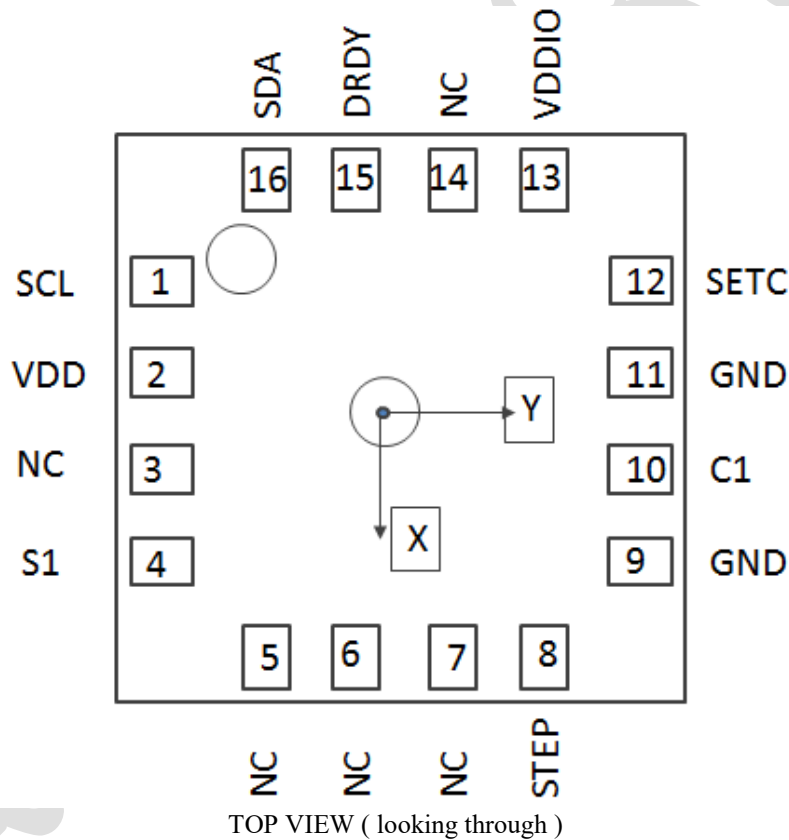 SDA DRDY NC VDDIO
16 15 14 13
SCL 1 12 SETC
VDD 2 11 GND
Y
NC 3 10 C1
X
S1 4 9 GND
5 6 7 8
NC NC NC STEP
TOP VIEW ( looking through )